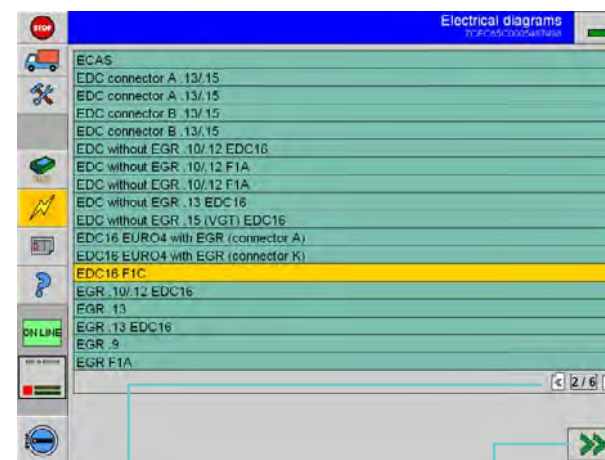 STOP
Electrical diagrams
ECAS
EDC connector A .13/.15
EDC connector A .13/.15
EDC connector B .13/.15
EDC connector B .13/.15
EDC without EGR .10/.12 EDC16
EDC without EGR .10/.12 F1A
EDC without EGR .10/.12 F1A
EDC without EGR .13 EDC16
EDC without EGR .15 (VGT) EDC16
EDC16 EURO4 with EGR (connector A)
EDC16 EURO4 with EGR (connector K)
EDC16 F1C
EGR .10/.12 EDC16
EGR .13
EGR .13 EDC16
EGR .9
EGR F1A
ON LINE
< 2/6